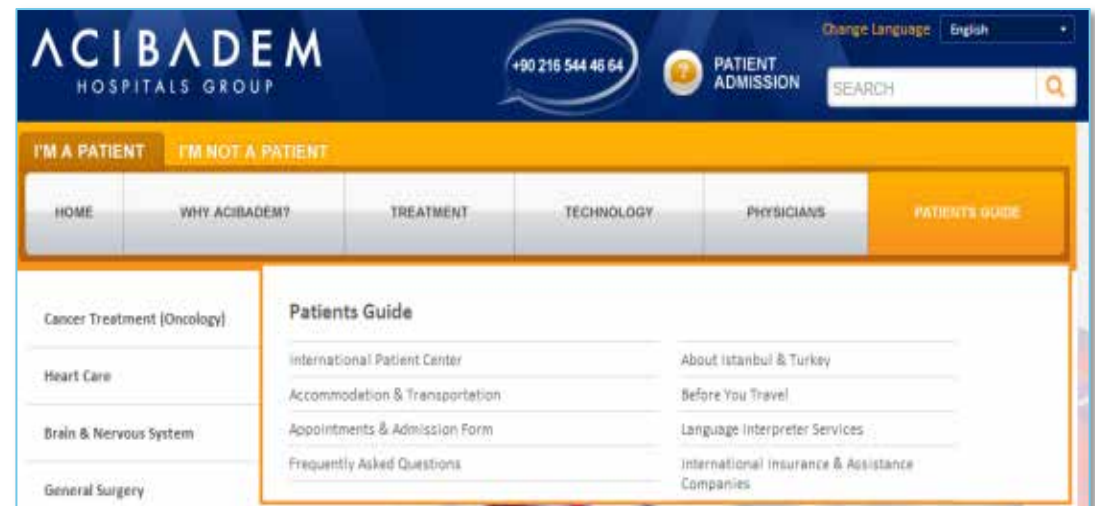 ACIBADEM
HOSPITALS GROUP
+90 216 544 46 64
PATIENT
ADMISSION
Change Language English
SEARCH
I'M A PATIENT I'M NOT A PATIENT
HOME WHY ACIBADEM? TREATMENT TECHNOLOGY PHYSICIANS PATIENTS GUIDE
Cancer Treatment (Oncology)
Heart Care
Brain & Nervous System
General Surgery
Patients Guide
International Patient Center
Accommodation & Transportation
Appointments & Admission Form
Frequently Asked Questions
About Istanbul & Turkey
Before You Travel
Language Interpreter Services
International Insurance & Assistance
Companies